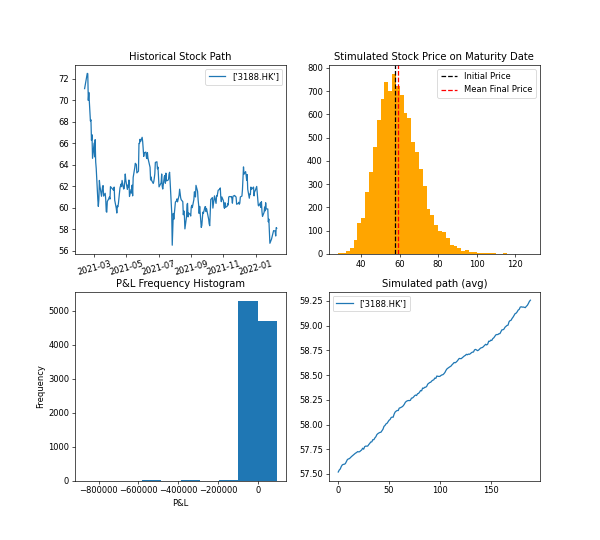 Historical Stock Path
['3188.HK']
72
70
68
66
64
62
60
58
56
2021-03 2021-05 2021-07 2021-09 2021-11 2022-01
Stimulated Stock Price on Maturity Date
Initial Price
Mean Final Price
800
700
600
500
400
300
200
100
0
40 60 80 100 120
P&L Frequency Histogram
Frequency
5000
4000
3000
2000
1000
0
−800000 −600000 −400000 −200000 0
P&L
Simulated path (avg)
['3188.HK']
59.25
59.00
58.75
58.50
58.25
58.00
57.75
57.50
0 50 100 150